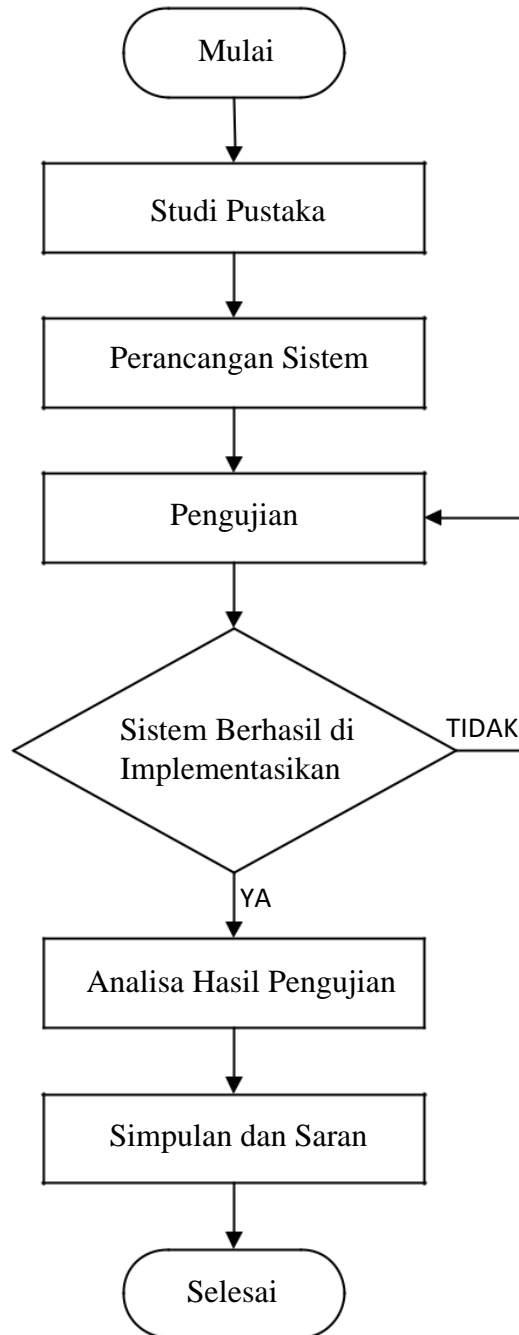 Mulai
Studi Pustaka
Perancangan Sistem
Pengujian
Sistem Berhasil di
Implementasikan
TIDAK
YA
Analisa Hasil Pengujian
Simpulan dan Saran
Selesai